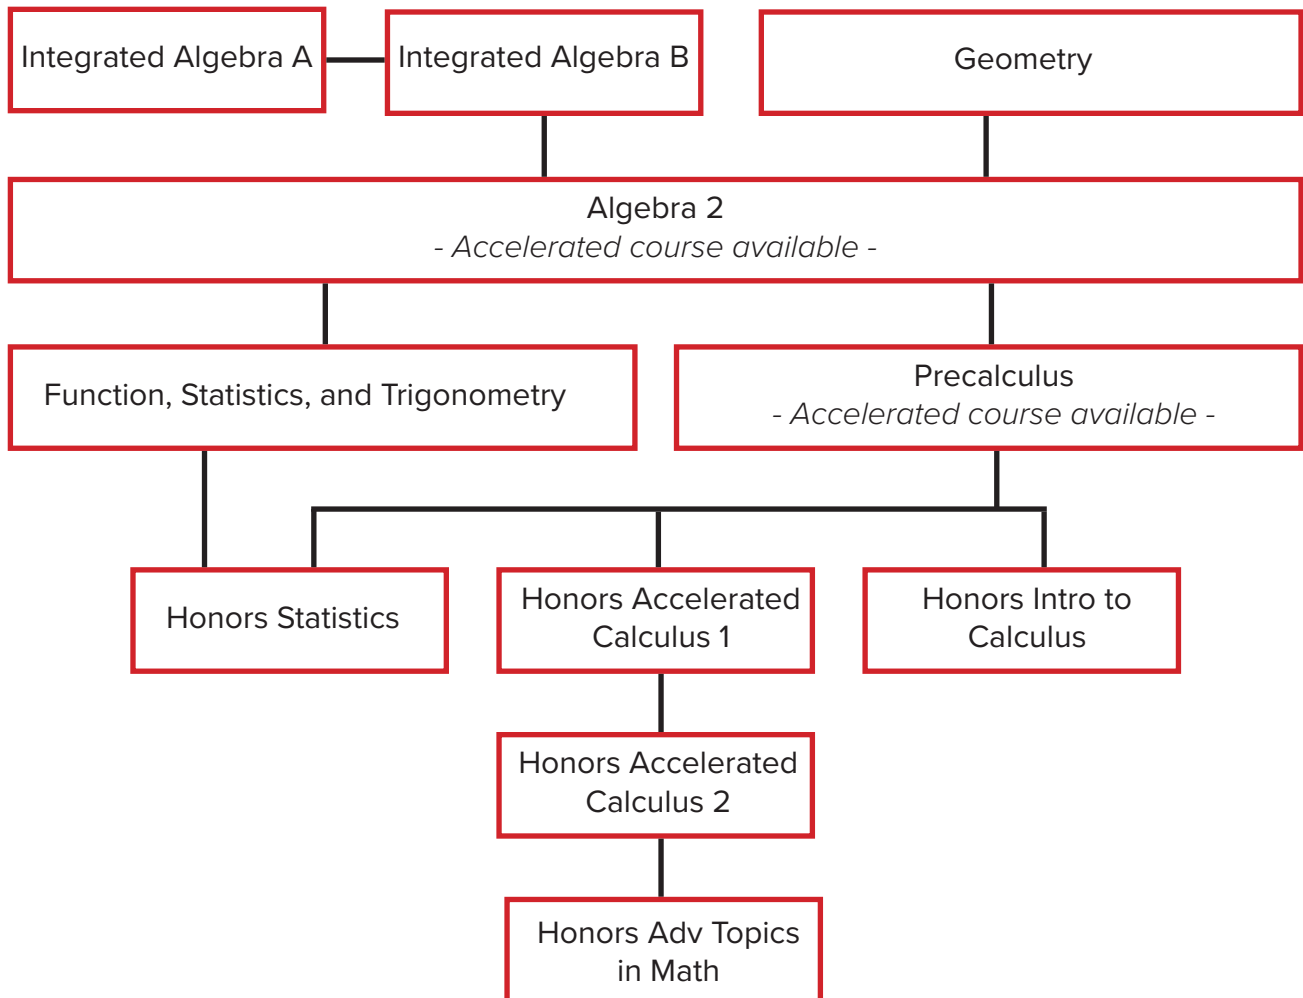 Integrated Algebra A
Integrated Algebra B
Geometry
Algebra 2
- Accelerated course available -
Function, Statistics, and Trigonometry
Precalculus
- Accelerated course available -
Honors Statistics
Honors Accelerated
Calculus 1
Honors Intro to
Calculus
Honors Accelerated
Calculus 2
Honors Adv Topics
in Math